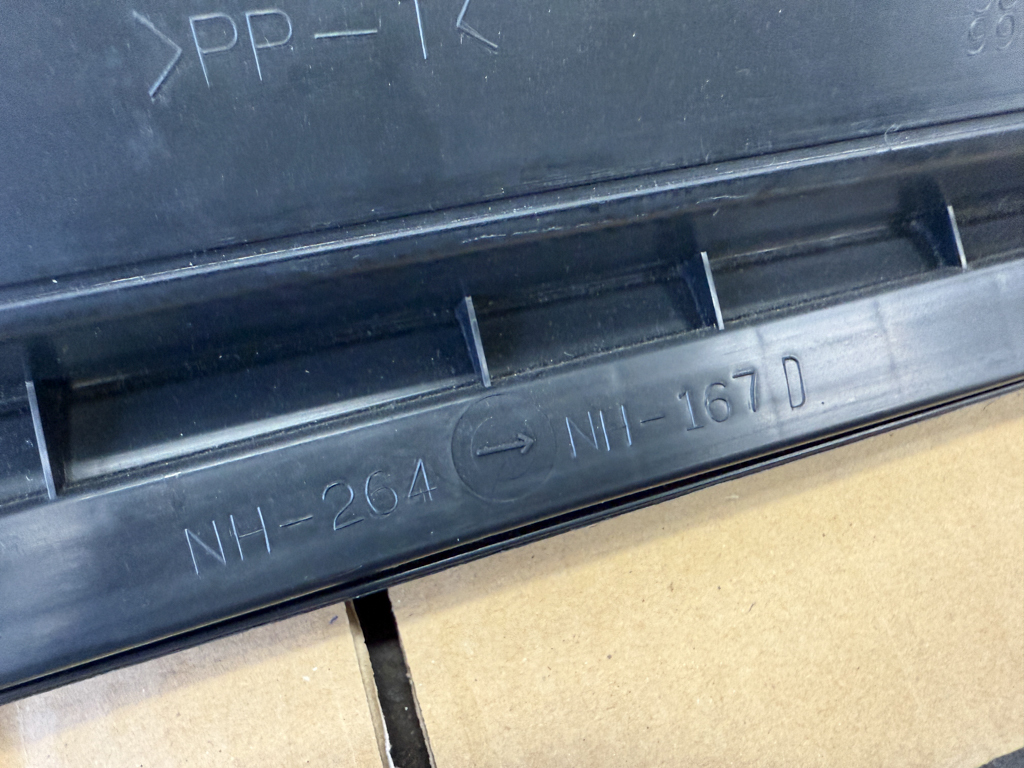 >PP-I<
NH-264 → NH-167 D